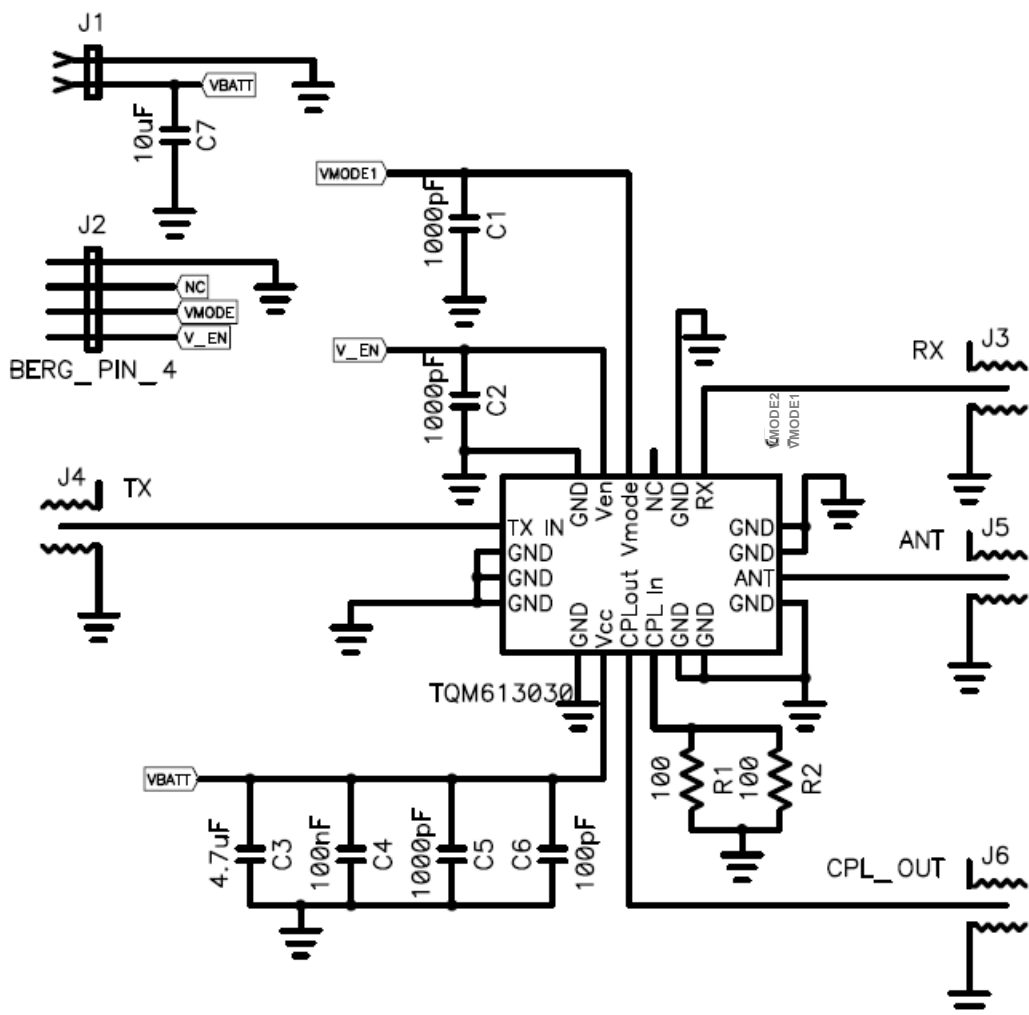 J1
VBATT
10uF
C7
VMODE1
1000pF
C1
J2
NC
VMODE
V_EN
BERG_PIN_4
V_EN
1000pF
C2
RX
J3
VMODE2
VMODE1
J4
TX
GND
Ven
Vmode
NC
GND
RX
TX IN
GND
GND
GND
GND
GND
ANT
GND
ANT
J5
GND
Vcc
CPLout
CPL In
GND
GND
TQM613030
100
R1
100
R2
VBATT
4.7uF
C3
100nF
C4
1000pF
C5
C6
100pF
CPL_OUT
J6